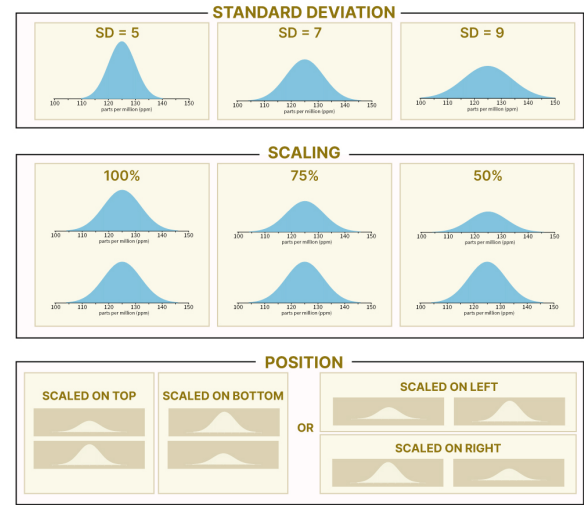 STANDARD DEVIATION
SD = 5
SD = 7
SD = 9
100 110 120 130 140 150
parts per million (ppm)
100 110 120 130 140 150
parts per million (ppm)
100 110 120 130 140 150
parts per million (ppm)
SCALING
100%
75%
50%
100 110 120 130 140 150
parts per million (ppm)
100 110 120 130 140 150
parts per million (ppm)
100 110 120 130 140 150
parts per million (ppm)
100 110 120 130 140 150
parts per million (ppm)
100 110 120 130 140 150
parts per million (ppm)
100 110 120 130 140 150
parts per million (ppm)
POSITION
SCALED ON TOP
SCALED ON BOTTOM
OR
SCALED ON LEFT
SCALED ON RIGHT